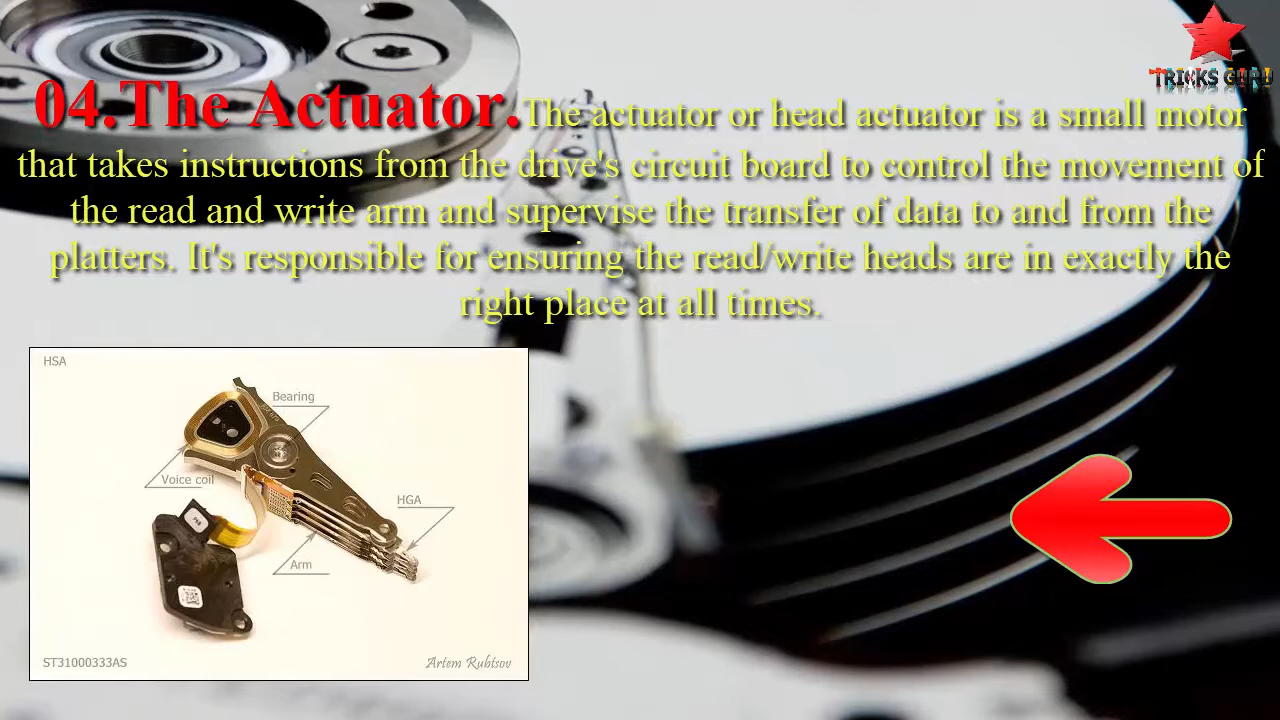 TRICKS GURU
04.The Actuator.The actuator or head actuator is a small motor
that takes instructions from the drive's circuit board to control the movement of
the read and write arm and supervise the transfer of data to and from the
platters. It's responsible for ensuring the read/write heads are in exactly the
right place at all times.
HSA
Bearing
Voice coil
HGA
Arm
ST31000333AS
Artem Rubtsov